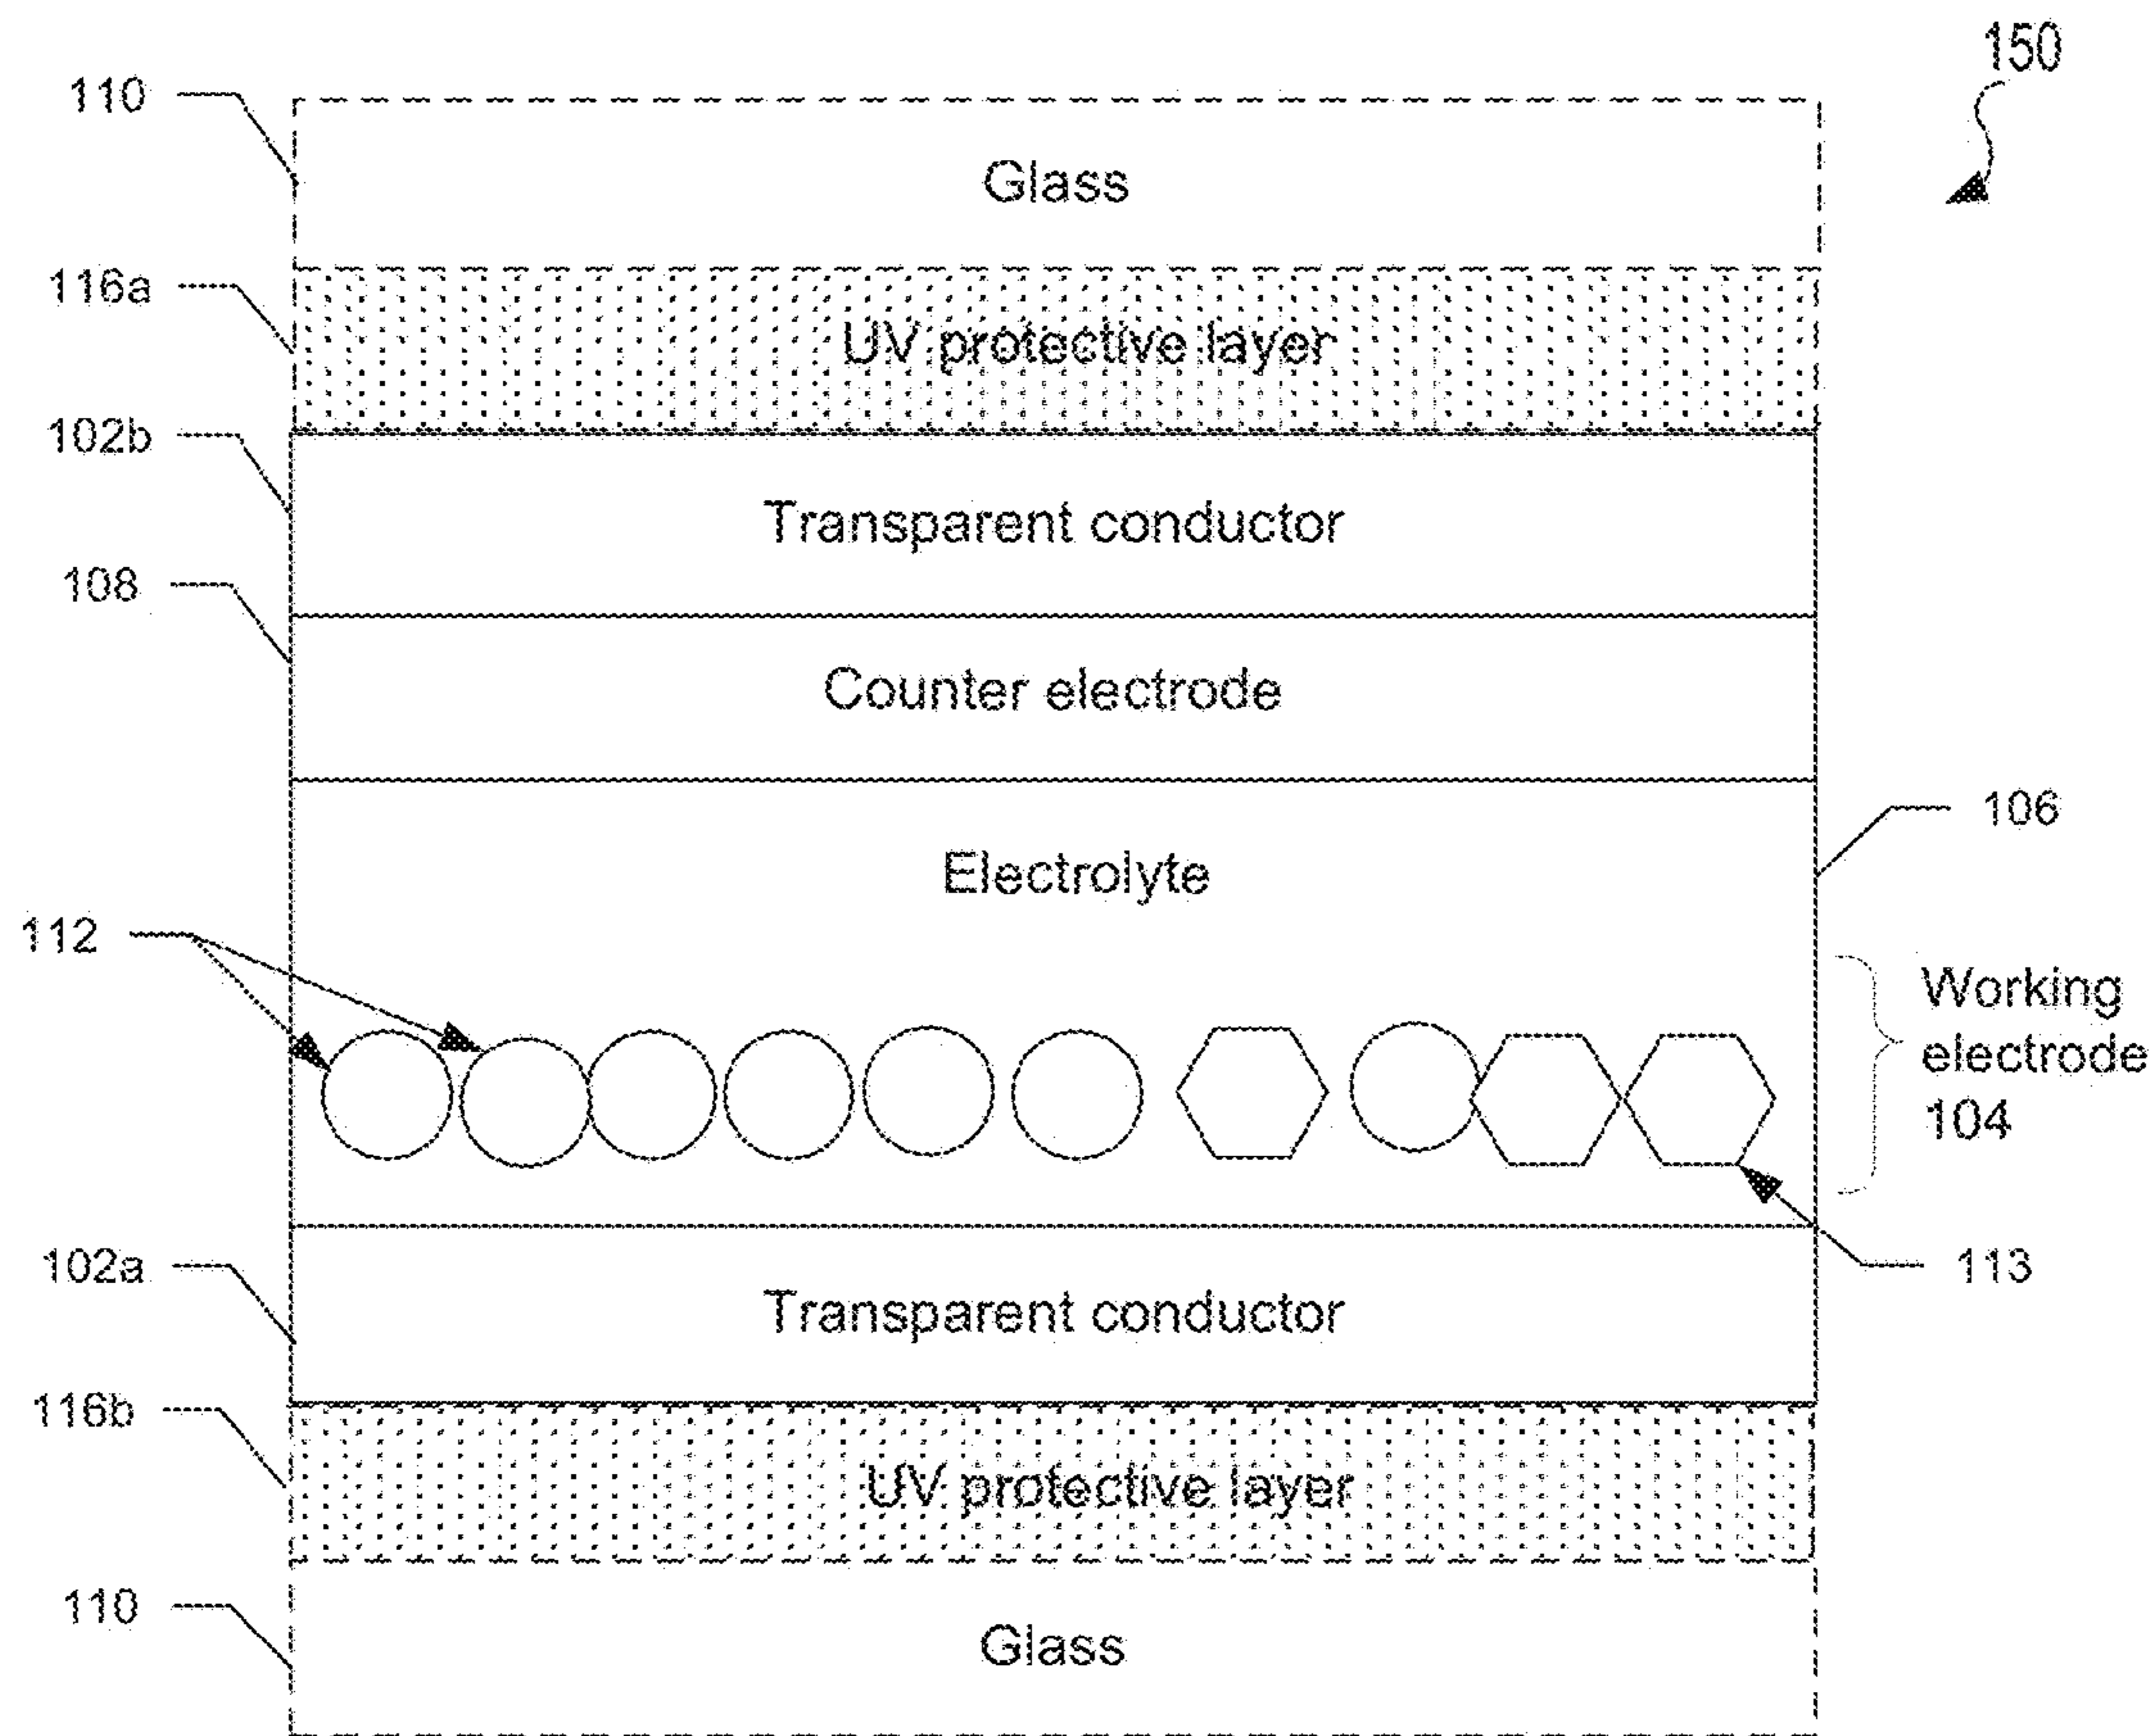 150
110
Glass
116a
UV protective layer
102b
Transparent conductor
108
Counter electrode
106
Electrolyte
112
Working
electrode
104
102a
113
Transparent conductor
116b
UV protective layer
110
Glass